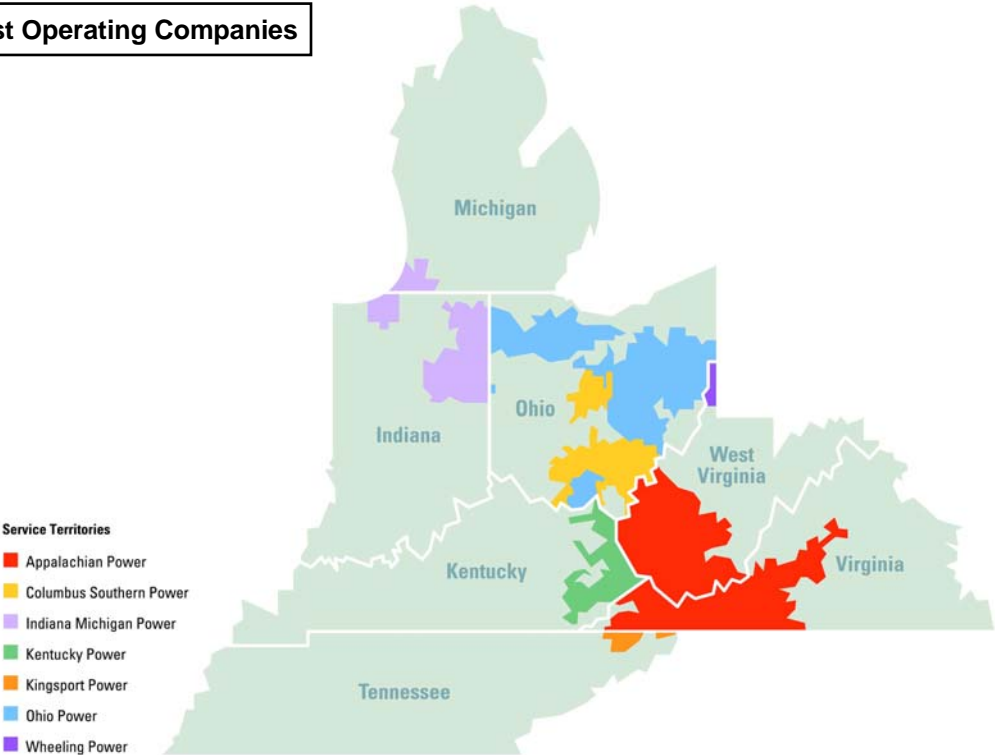 Operating Companies
Michigan
Ohio
Indiana
West
Virginia
Kentucky
Virginia
Tennessee
Service Territories
Appalachian Power
Columbus Southern Power
Indiana Michigan Power
Kentucky Power
Kingsport Power
Ohio Power
Wheeling Power